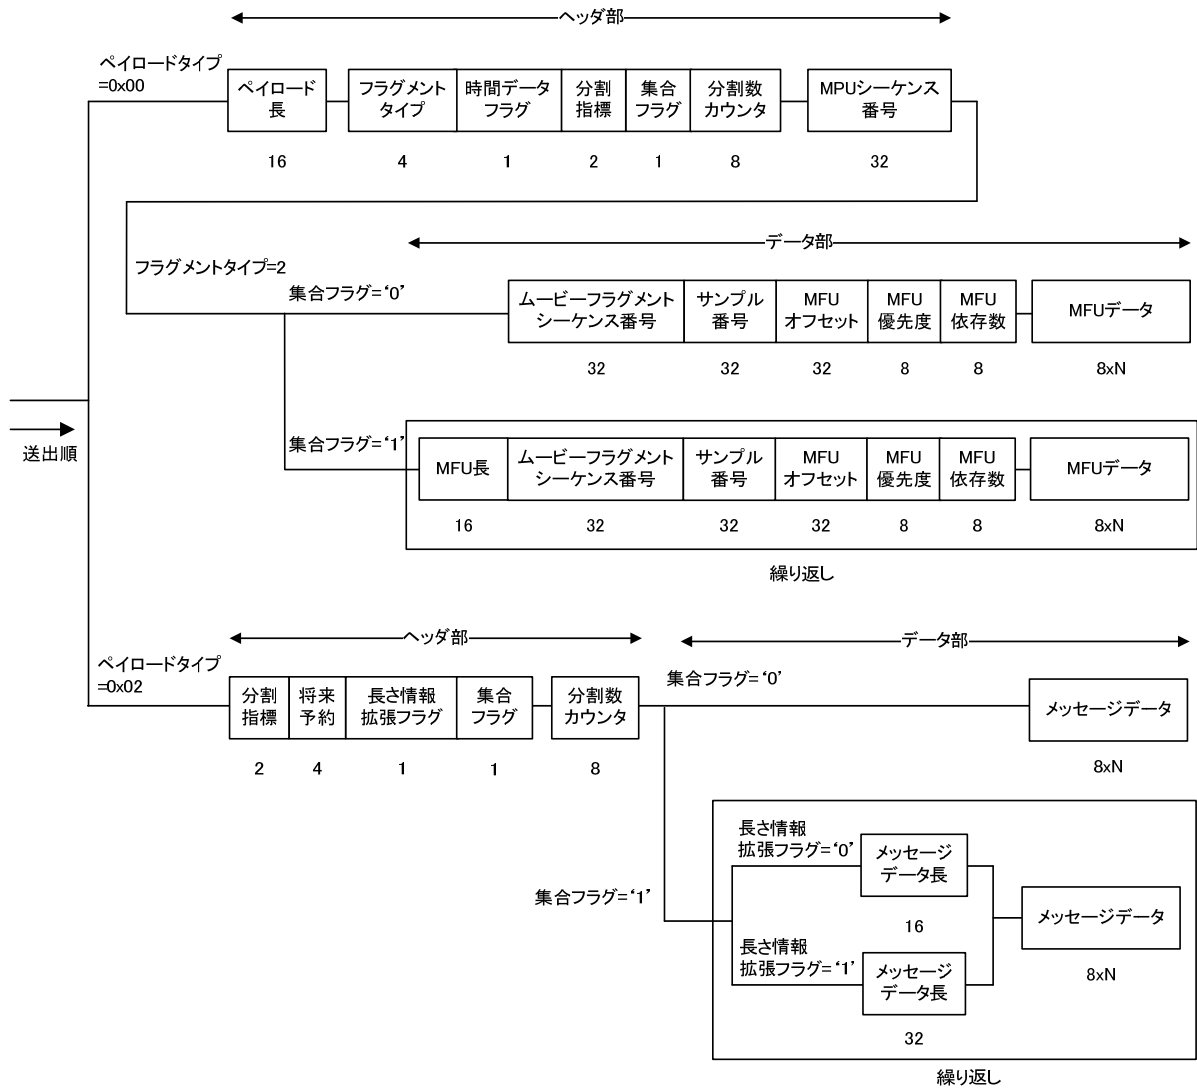 ヘッダ部
ペイロードタイプ
=0x00
ペイロード
長
フラグメント
タイプ
時間データ
フラグ
分割
指標
集合
フラグ
分割数
カウンタ
MPUシーケンス
番号
16
4
1
2
1
8
32
データ部
フラグメントタイプ=2
集合フラグ=‘0’
ムービーフラグメント
シーケンス番号
サンプル
番号
MFU
オフセット
MFU
優先度
MFU
依存数
MFUデータ
32
32
32
8
8
8xN
送出順
集合フラグ=‘1’
MFU長
ムービーフラグメント
シーケンス番号
サンプル
番号
MFU
オフセット
MFU
優先度
MFU
依存数
MFUデータ
16
32
32
32
8
8
8xN
繰り返し
ヘッダ部
データ部
ペイロードタイプ
=0x02
分割
指標
将来
予約
長さ情報
拡張フラグ
集合
フラグ
分割数
カウンタ
集合フラグ=‘0’
メッセージデータ
2
4
1
1
8
8xN
集合フラグ=‘1’
長さ情報
拡張フラグ=‘0’
メッセージ
データ長
16
メッセージデータ
8xN
長さ情報
拡張フラグ=‘1’
メッセージ
データ長
32
繰り返し